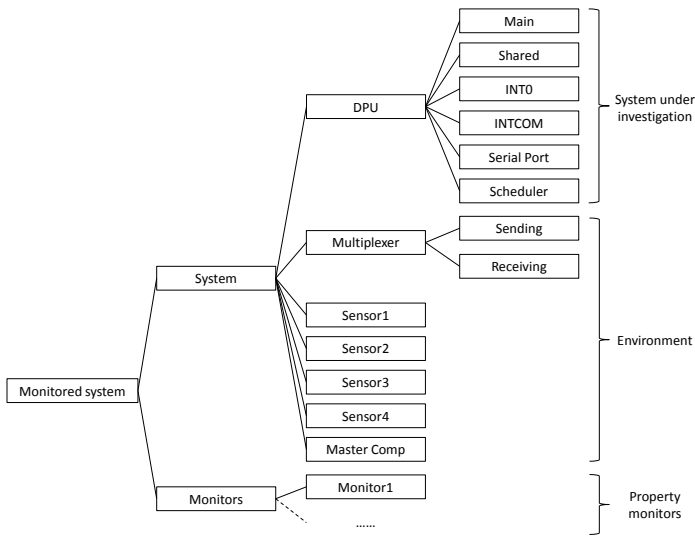 Main
Shared
INT0
INTCOM
Serial Port
Scheduler
DPU
System under
investigation
Sending
Receiving
Multiplexer
System
Sensor1
Sensor2
Sensor3
Sensor4
Master Comp
Environment
Monitored system
Monitors
Monitor1
......
Property
monitors